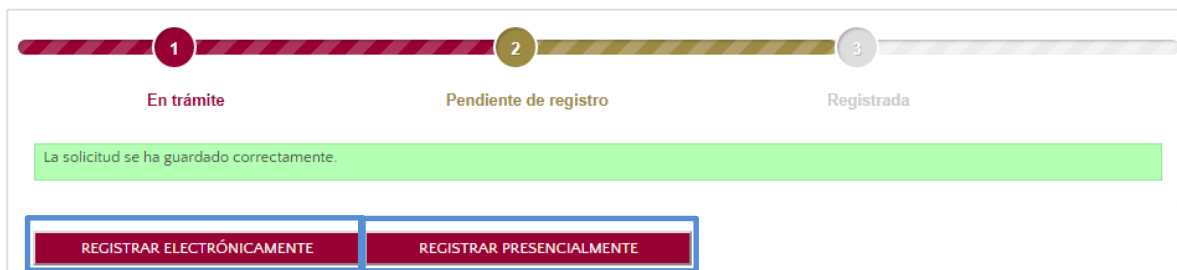 1 2 3
En trámite Pendiente de registro Registrada
La solicitud se ha guardado correctamente.
REGISTRAR ELECTRÓNICAMENTE REGISTRAR PRESENCIALMENTE